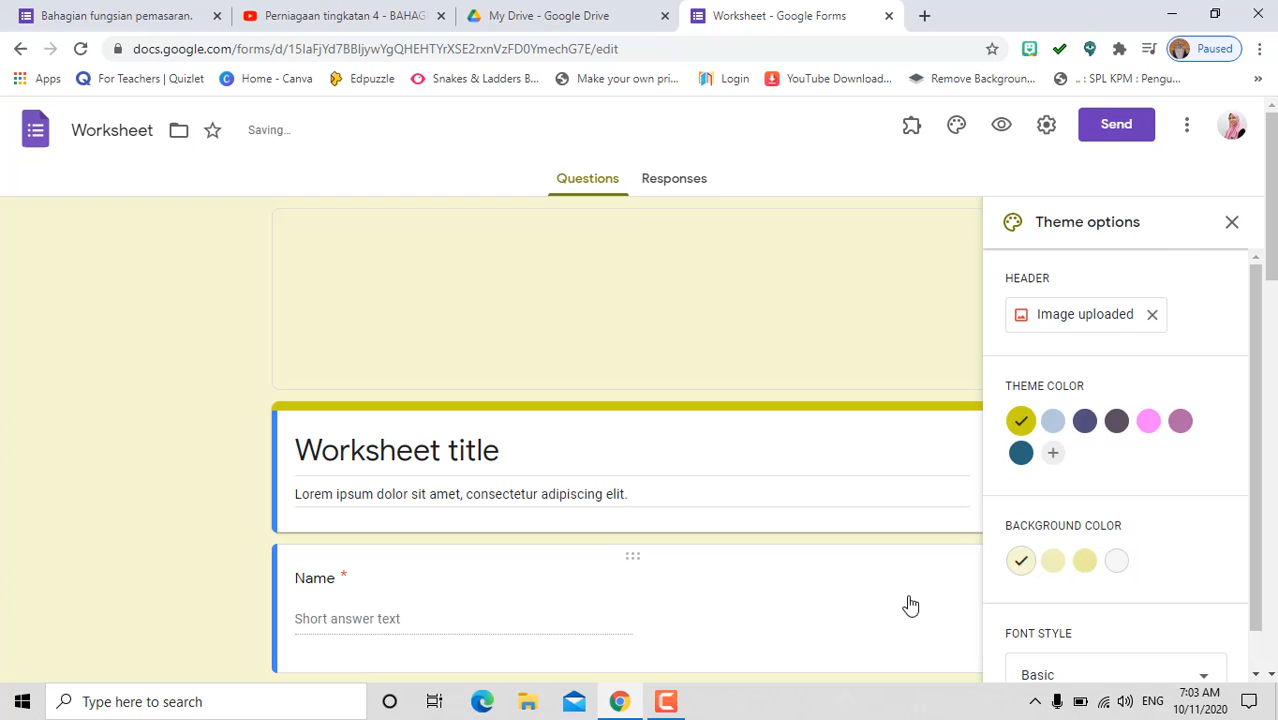 Bahagian fungsian pemasaran.
Perniagaan tingkatan 4 - BAHAG
My Drive - Google Drive
Worksheet - Google Forms
docs.google.com/forms/d/15IaFjYd7BBljywYgQHEHTYrXSE2rxnVzFD0YmechG7E/edit
Paused
Apps
For Teachers | Quizlet
Home - Canva
Edpuzzle
Snakes & Ladders B...
Make your own pri...
Login
YouTube Download...
Remove Backgroun...
.. : SPL KPM : Pengu...
»
Worksheet
Saving...
Send
Questions
Responses
Theme options
HEADER
Image uploaded
THEME COLOR
Worksheet title
Lorem ipsum dolor sit amet, consectetur adipiscing elit.
BACKGROUND COLOR
Name *
Short answer text
FONT STYLE
Basic
Type here to search
ENG
7:03 AM
10/11/2020